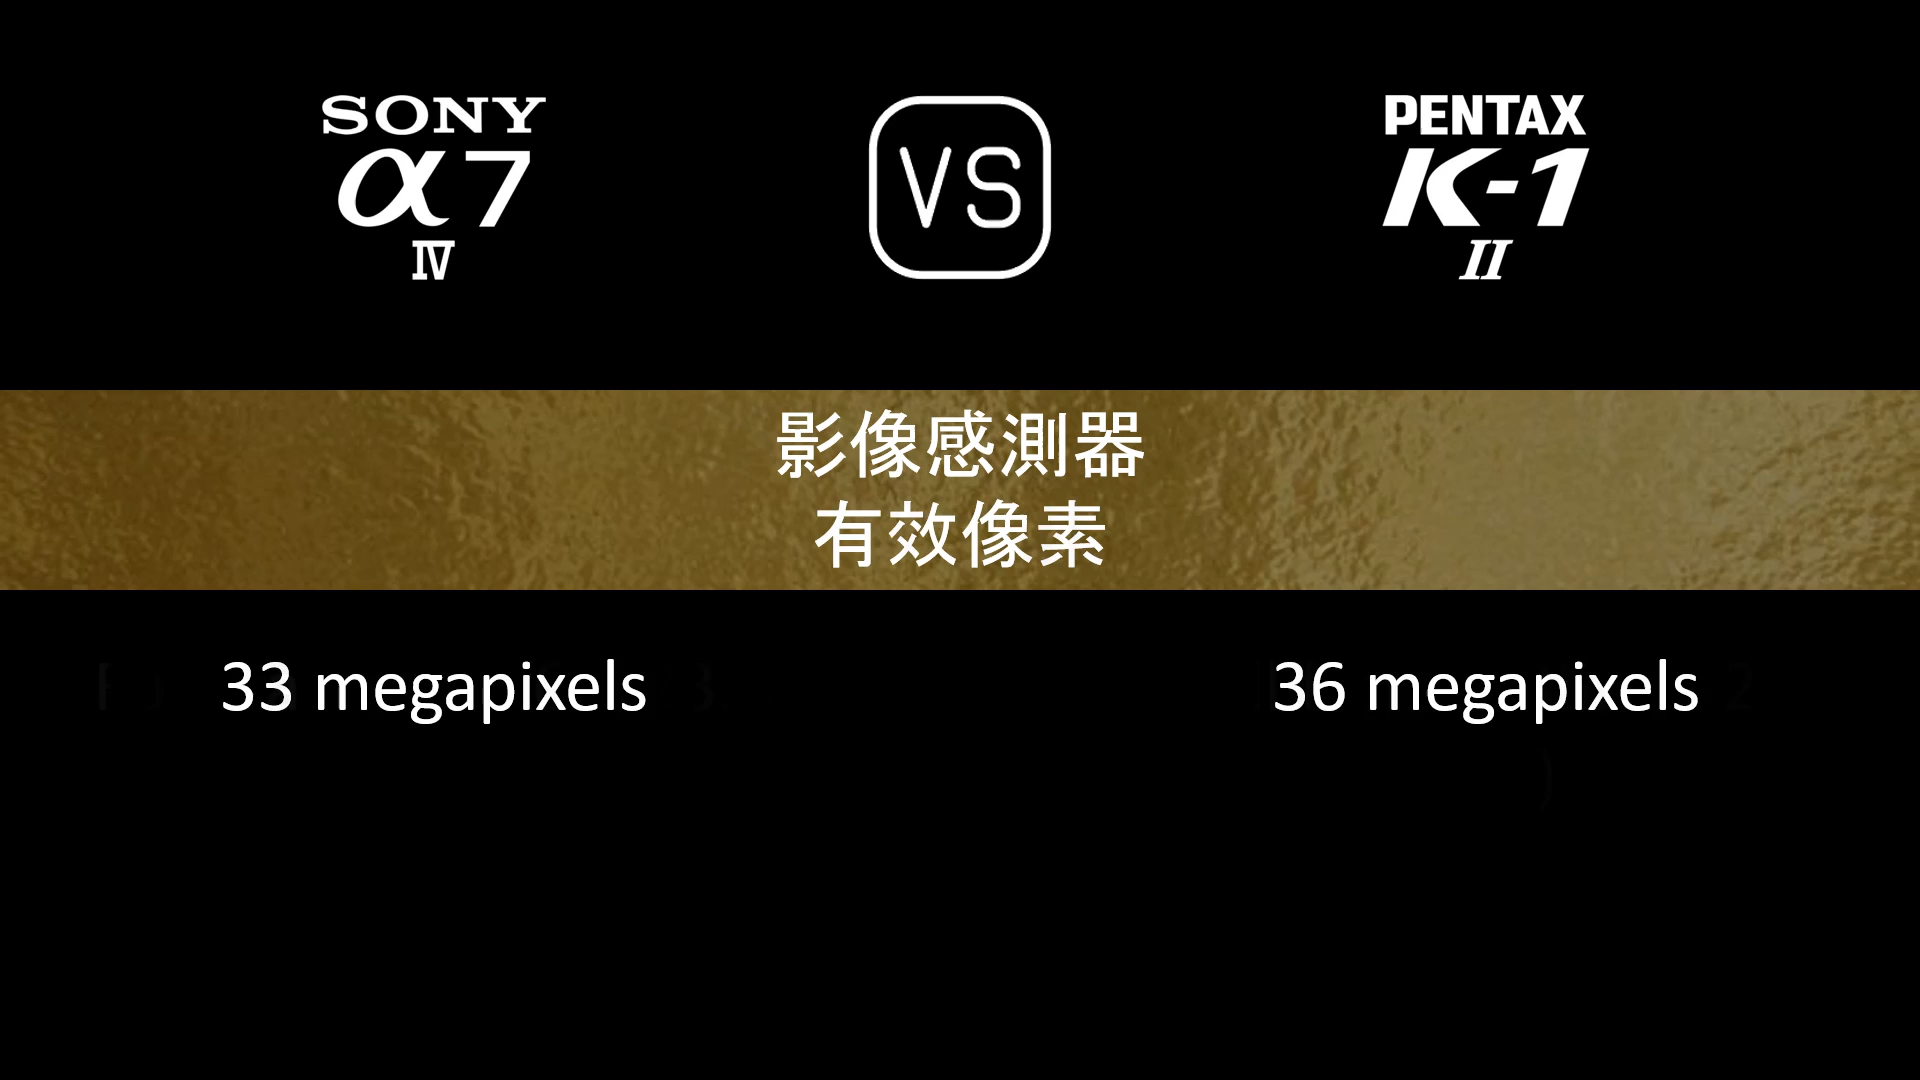 SONY
α7
IV
VS
PENTAX
K-1
II
影像感測器
有效像素
33 megapixels
36 megapixels